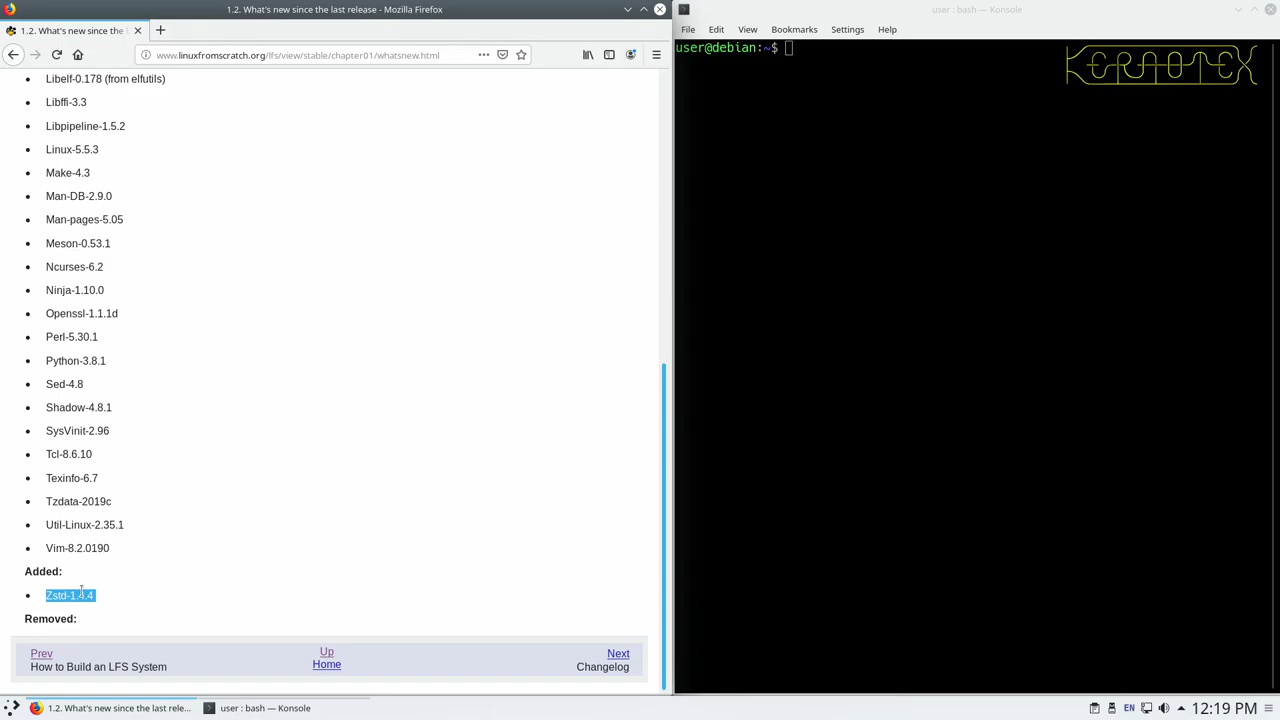 1.2. What's new since the last release - Mozilla Firefox
1.2. What's new since the l
www.linuxfromscratch.org/lfs/view/stable/chapter01/whatsnew.html
Libelf-0.178 (from elfutils)
Libffi-3.3
Libpipeline-1.5.2
Linux-5.5.3
Make-4.3
Man-DB-2.9.0
Man-pages-5.05
Meson-0.53.1
Ncurses-6.2
Ninja-1.10.0
Openssl-1.1.1d
Perl-5.30.1
Python-3.8.1
Sed-4.8
Shadow-4.8.1
SysVinit-2.96
Tcl-8.6.10
Texinfo-6.7
Tzdata-2019c
Util-Linux-2.35.1
Vim-8.2.0190
Added:
Zstd-1.4.4
Removed:
Prev Up Next
How to Build an LFS System Home Changelog
user : bash — Konsole
File Edit View Bookmarks Settings Help
user@debian:~$
KERNOTEX
1.2. What's new since the last rele... user : bash — Konsole EN 12:19 PM